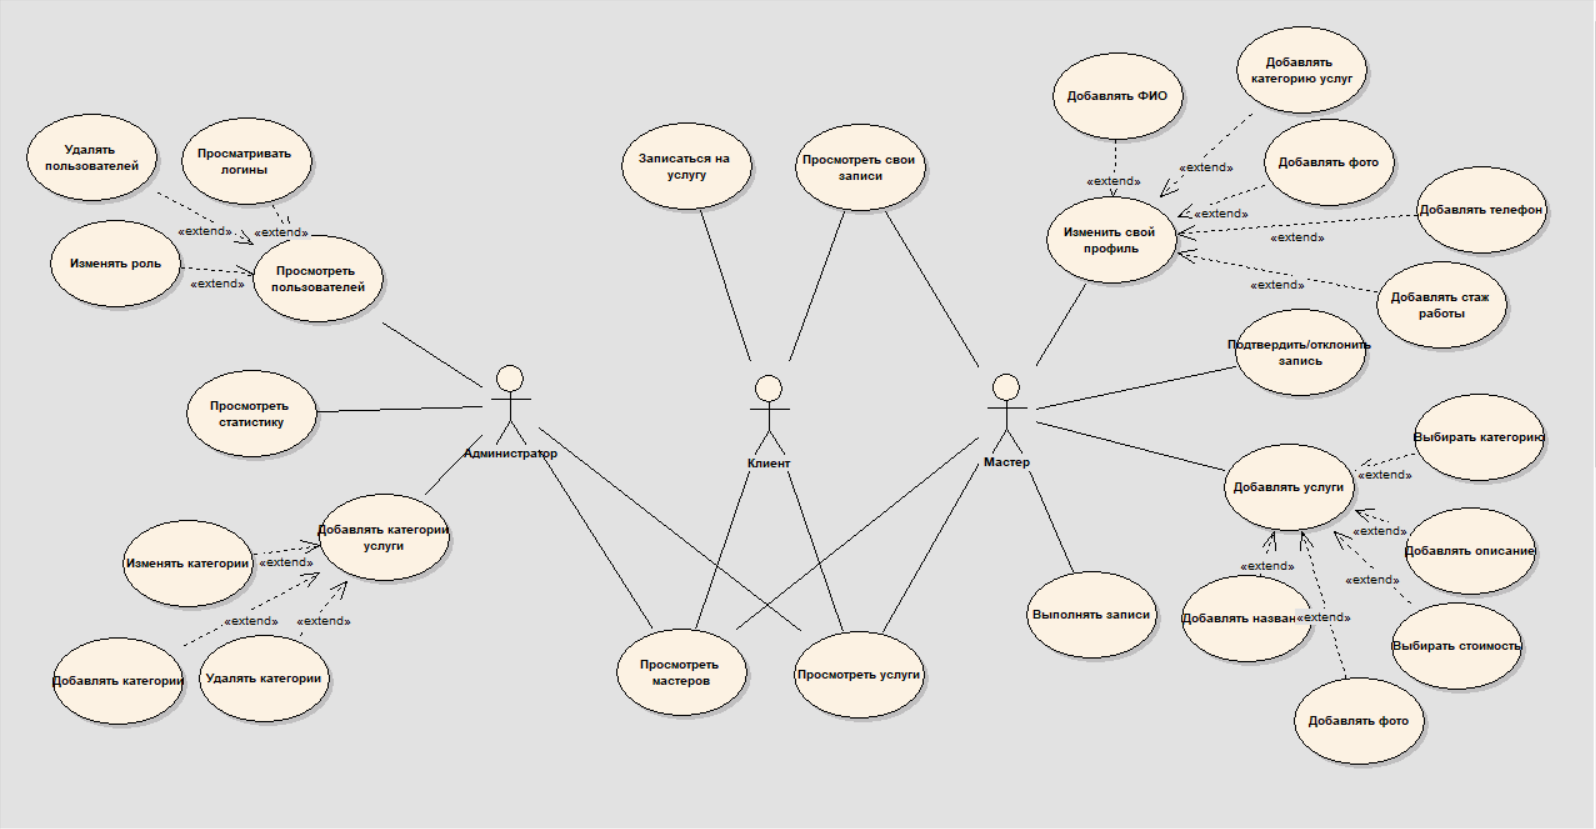 Удалять
пользователей
Просматривать
логины
Изменять роль
«extend»
«extend»
«extend»
Просмотреть
пользователей
Просмотреть
статистику
Администратор
Добавлять категории
услуги
Изменять категории
«extend»
«extend»
«extend»
Добавлять категории
Удалять категории
Записаться на
услугу
Просмотреть свои
записи
Клиент
Просмотреть
мастеров
Просмотреть услуги
Мастер
Добавлять ФИО
Добавлять
категорию услуг
Добавлять фото
Добавлять телефон
Добавлять стаж
работы
«extend»
«extend»
«extend»
«extend»
«extend»
Изменить свой
профиль
Подтвердить/отклонить
запись
Добавлять услуги
Выбирать категорию
«extend»
Добавлять описание
«extend»
Выбирать стоимость
«extend»
«extend»
Добавлять назван
«extend»
Добавлять фото
Выполнять записи